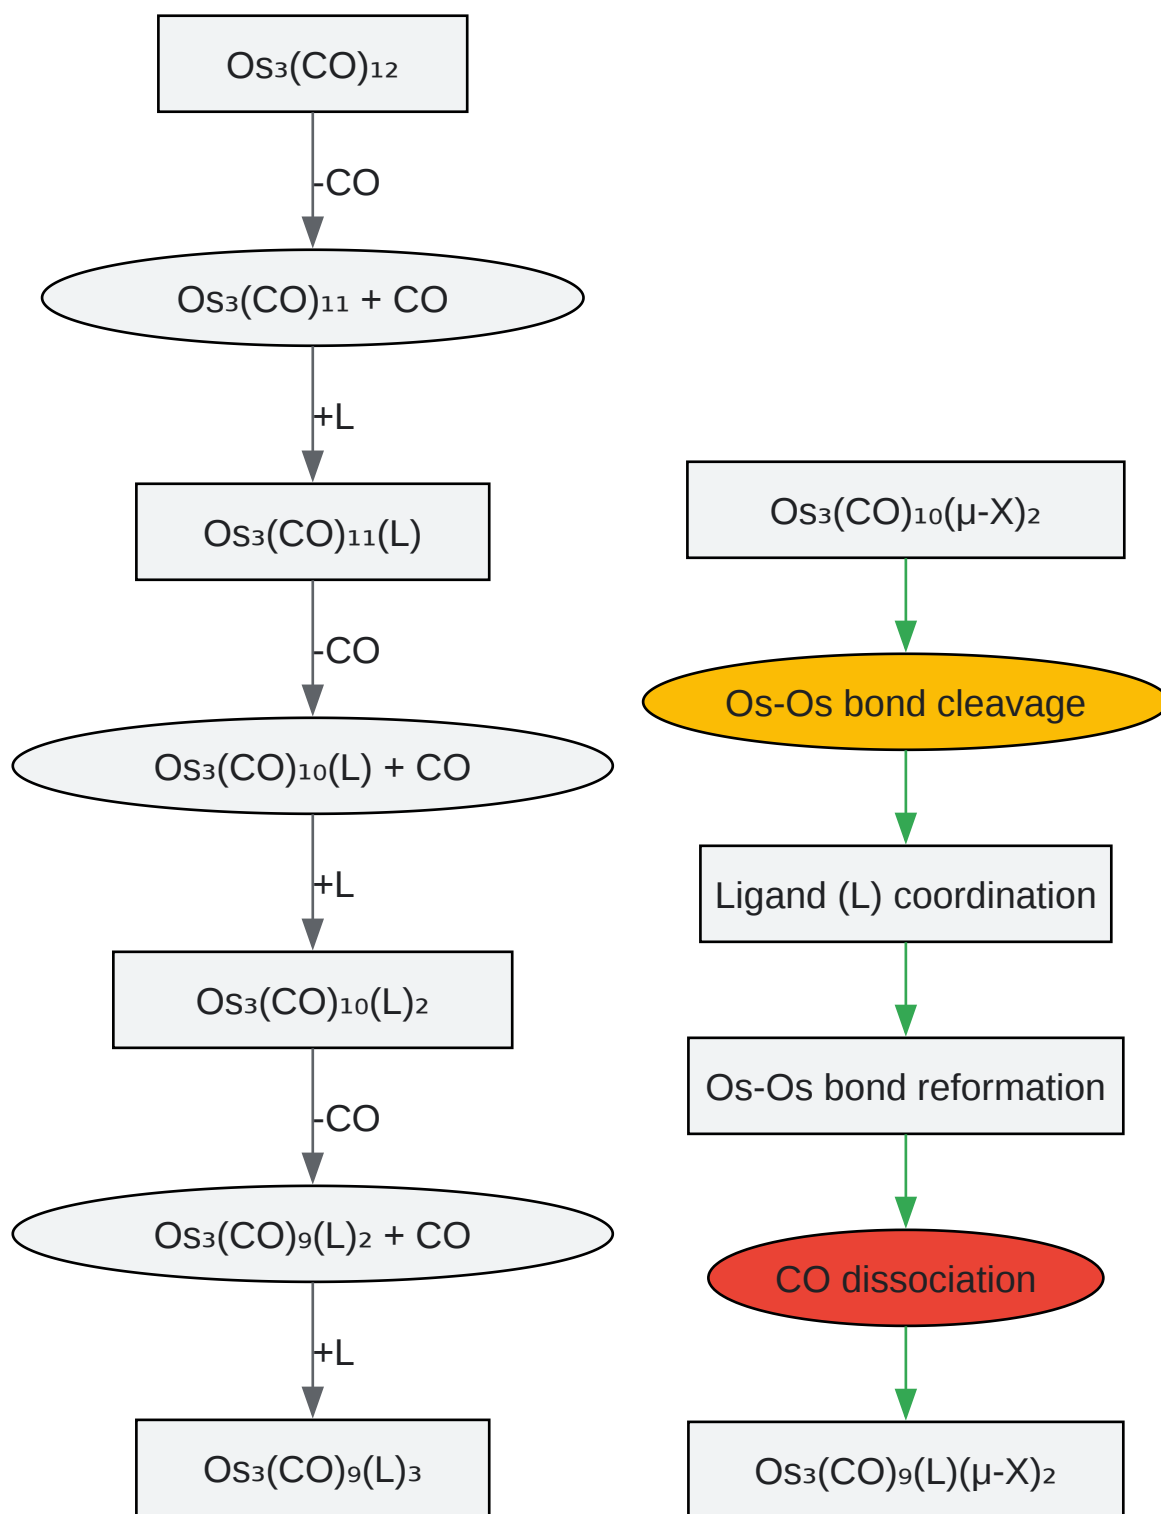 Os₃(CO)₁₂
-CO
Os₃(CO)₁₁ + CO
+L
Os₃(CO)₁₁(L)
-CO
Os₃(CO)₁₀(L) + CO
+L
Os₃(CO)₁₀(L)₂
-CO
Os₃(CO)₉(L)₂ + CO
+L
Os₃(CO)₉(L)₃
Os₃(CO)₁₀(μ-X)₂
Os-Os bond cleavage
Ligand (L) coordination
Os-Os bond reformation
CO dissociation
Os₃(CO)₉(L)(μ-X)₂